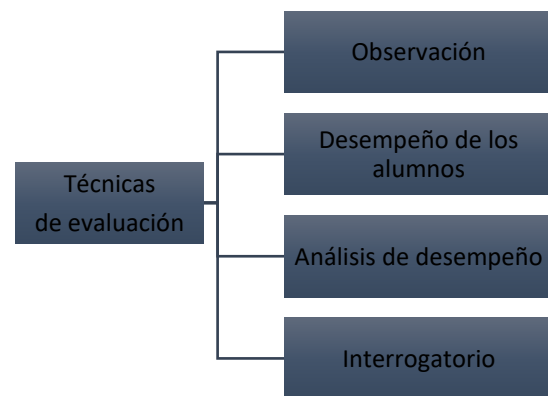 Técnicas
de evaluación
Observación
Desempeño de los
alumnos
Análisis de desempeño
Interrogatorio